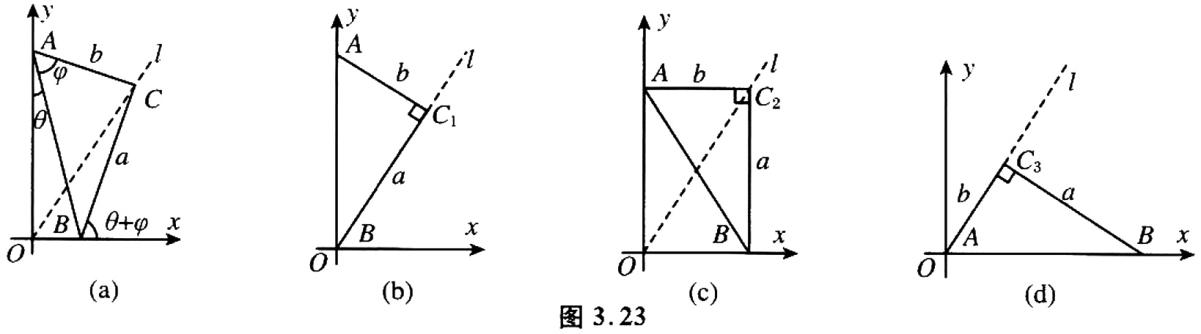 y
A
b
l
φ
C
θ
a
B
θ+φ
x
O
(a)
y
A
l
b
C₁
a
B
x
O
(b)
y
A
b
l
C₂
a
B
x
O
(c)
y
l
C₃
b
a
A
B
x
O
(d)
图 3.23